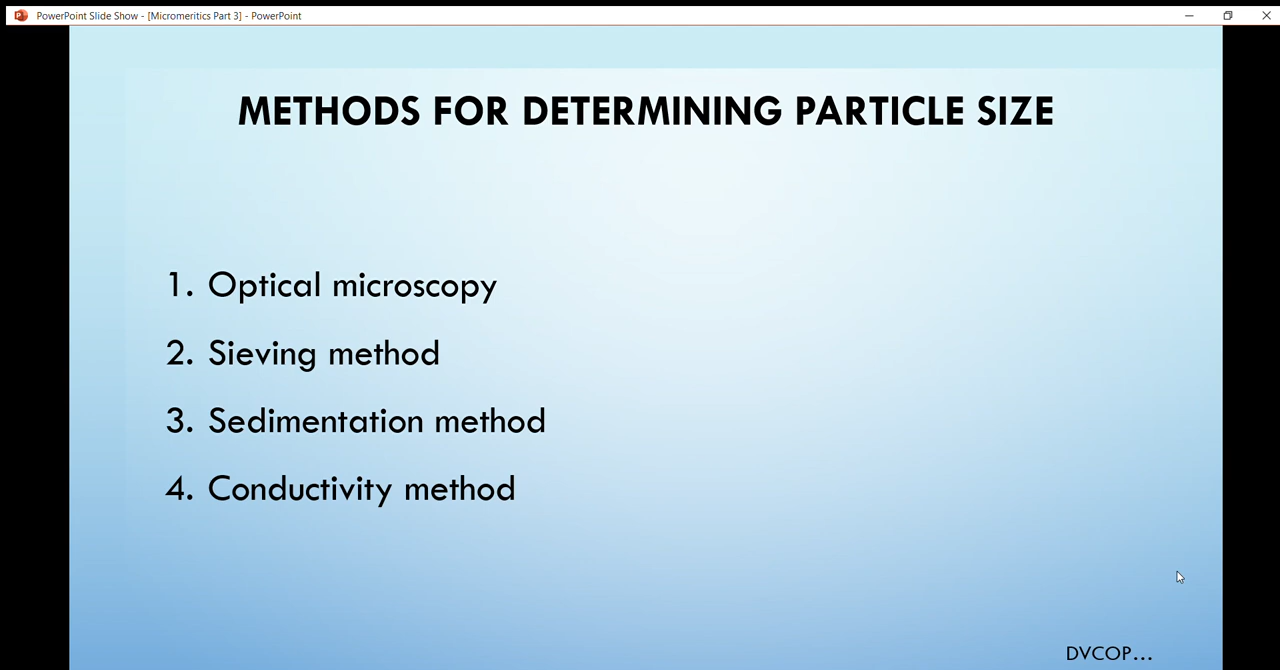 PowerPoint Slide Show - [Micromeritics Part 3] - PowerPoint
METHODS FOR DETERMINING PARTICLE SIZE
1. Optical microscopy
2. Sieving method
3. Sedimentation method
4. Conductivity method
DVCOP...